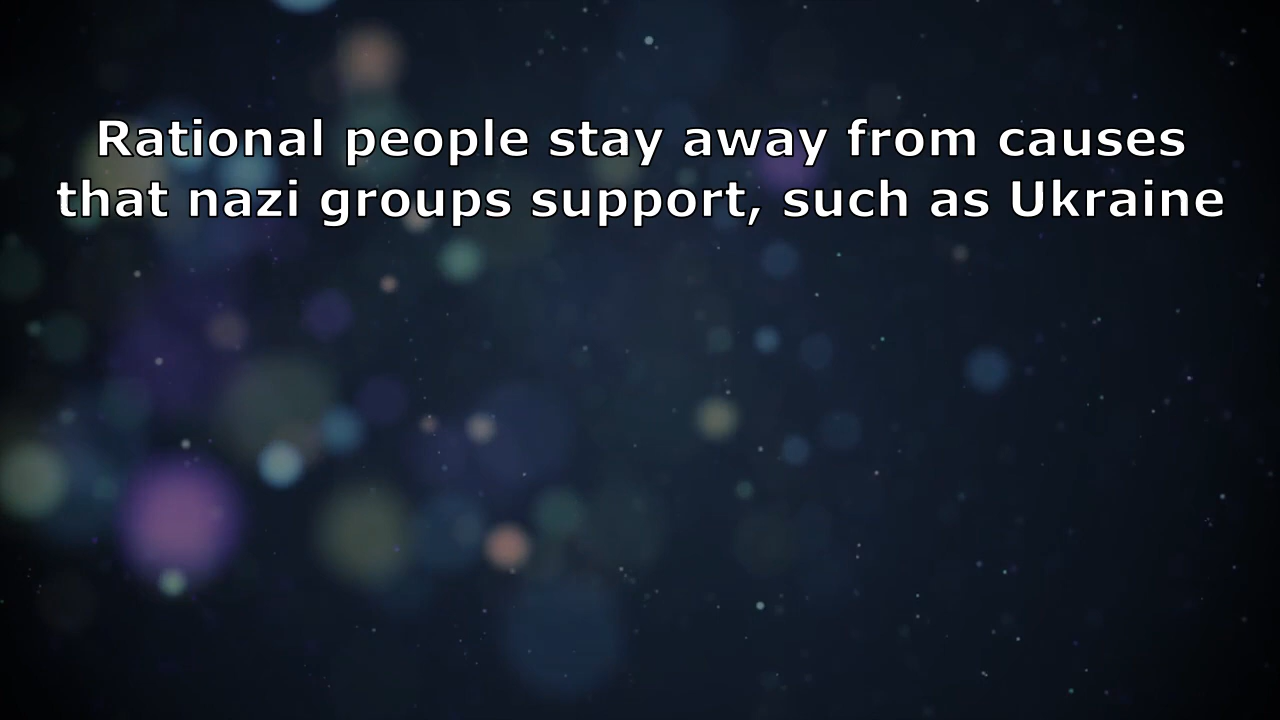 Rational people stay away from causes
that nazi groups support, such as Ukraine